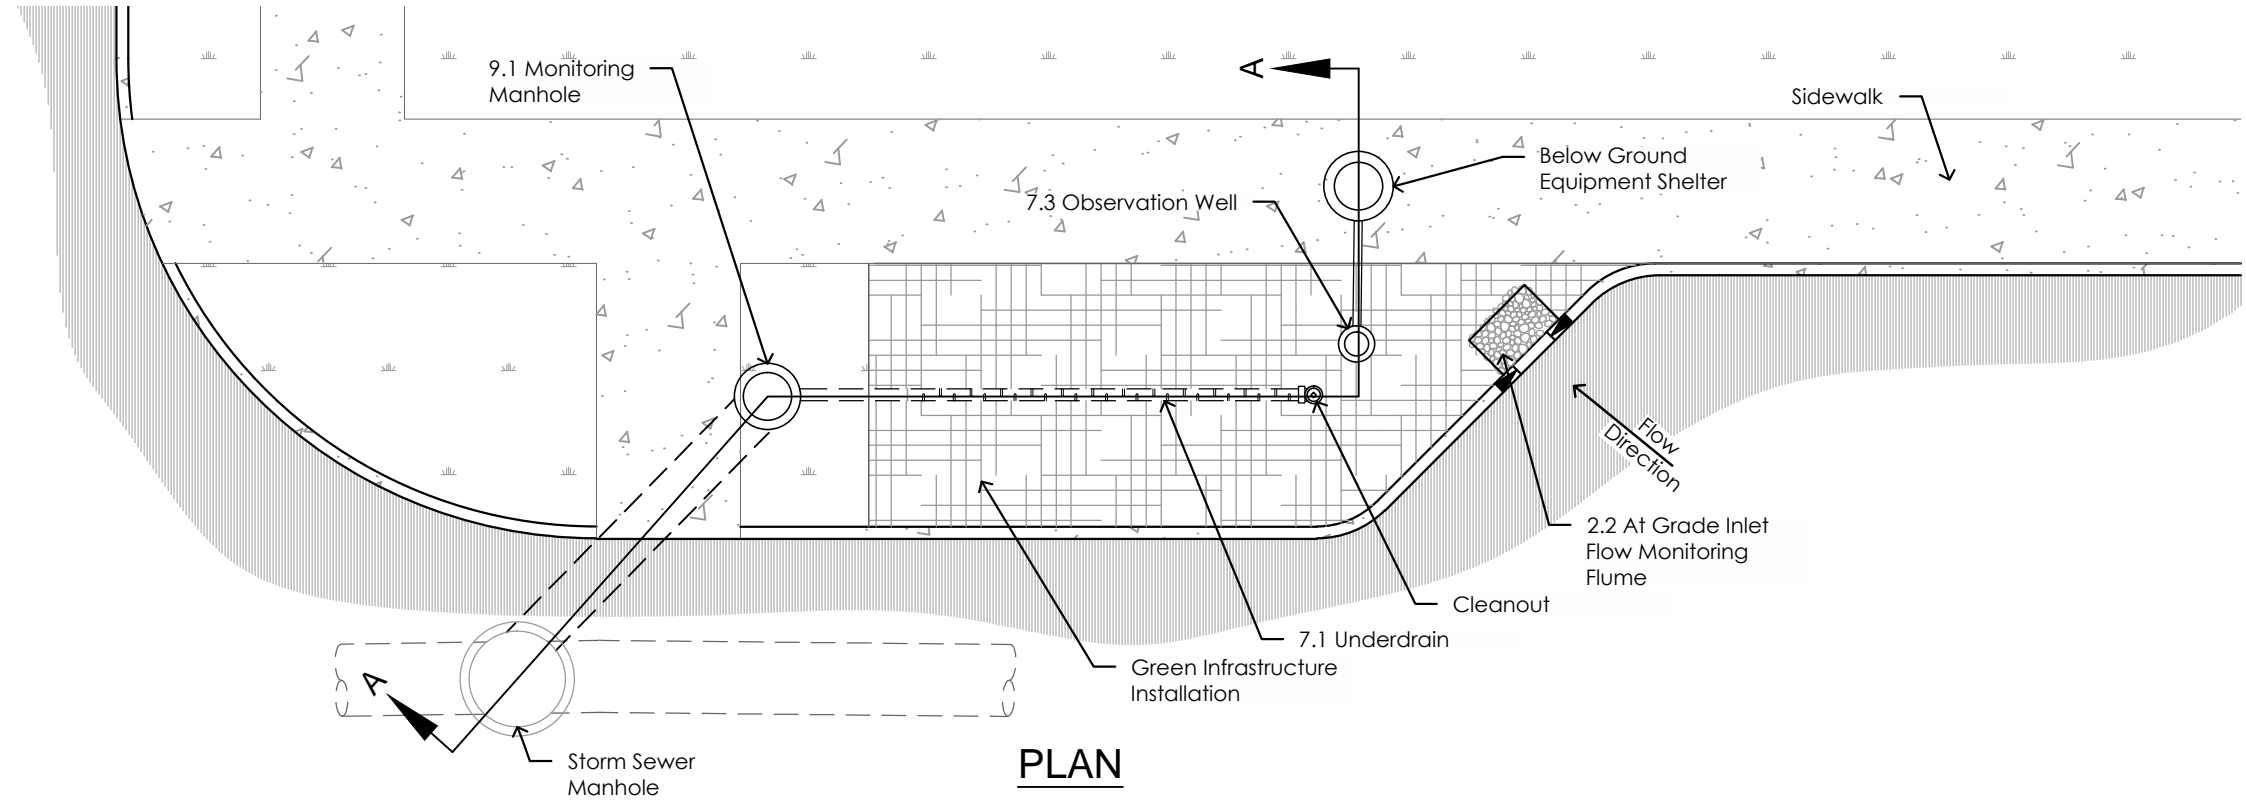 9.1 Monitoring
Manhole
A
Sidewalk
Below Ground
Equipment Shelter
7.3 Observation Well
Flow
Direction
2.2 At Grade Inlet
Flow Monitoring
Flume
Cleanout
7.1 Underdrain
Green Infrastructure
Installation
A
Storm Sewer
Manhole
PLAN